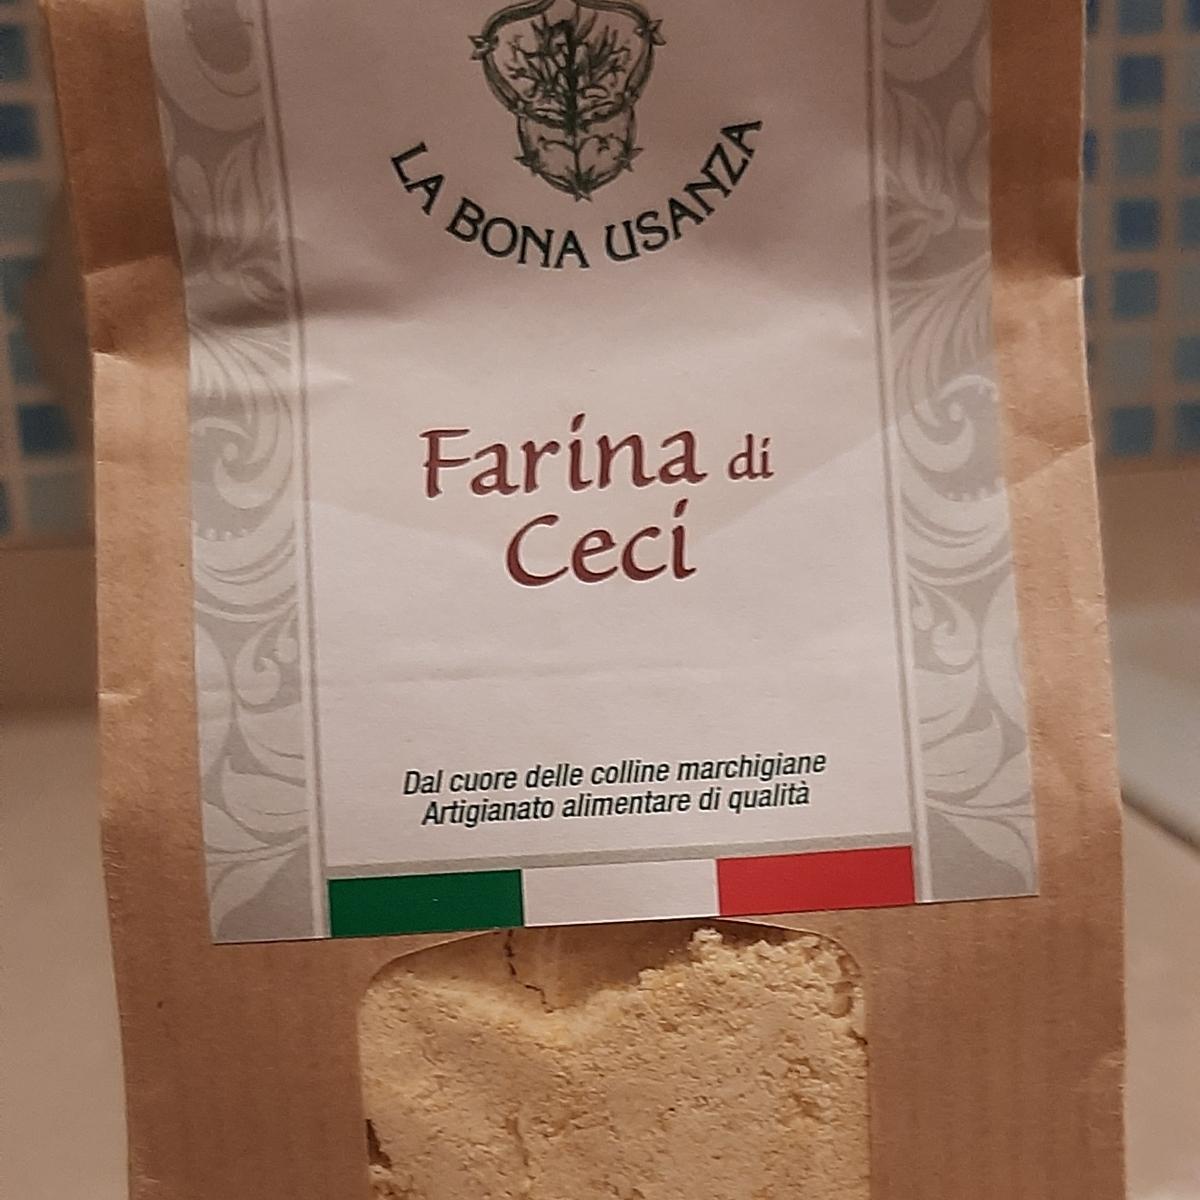 LA BONA USANZA
Farina di
Ceci
Dal cuore delle colline marchigiane
Artigianato alimentare di qualità